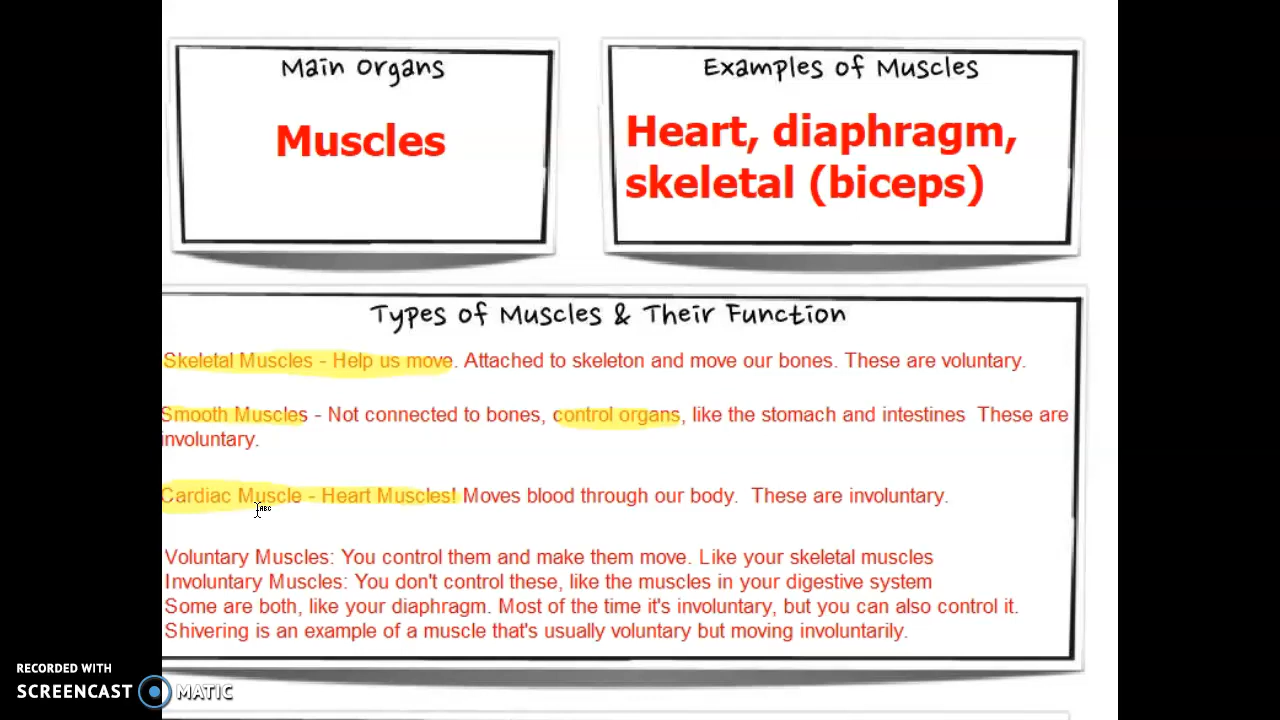 Main Organs
Muscles
Examples of Muscles
Heart, diaphragm,
skeletal (biceps)
Types of Muscles & Their Function
Skeletal Muscles - Help us move. Attached to skeleton and move our bones. These are voluntary.
Smooth Muscles - Not connected to bones, control organs, like the stomach and intestines  These are
involuntary.
Cardiac Muscle - Heart Muscles! Moves blood through our body.  These are involuntary.
ABC
Voluntary Muscles: You control them and make them move. Like your skeletal muscles
Involuntary Muscles: You don't control these, like the muscles in your digestive system
Some are both, like your diaphragm. Most of the time it's involuntary, but you can also control it.
Shivering is an example of a muscle that's usually voluntary but moving involuntarily.
RECORDED WITH
SCREENCAST MATIC